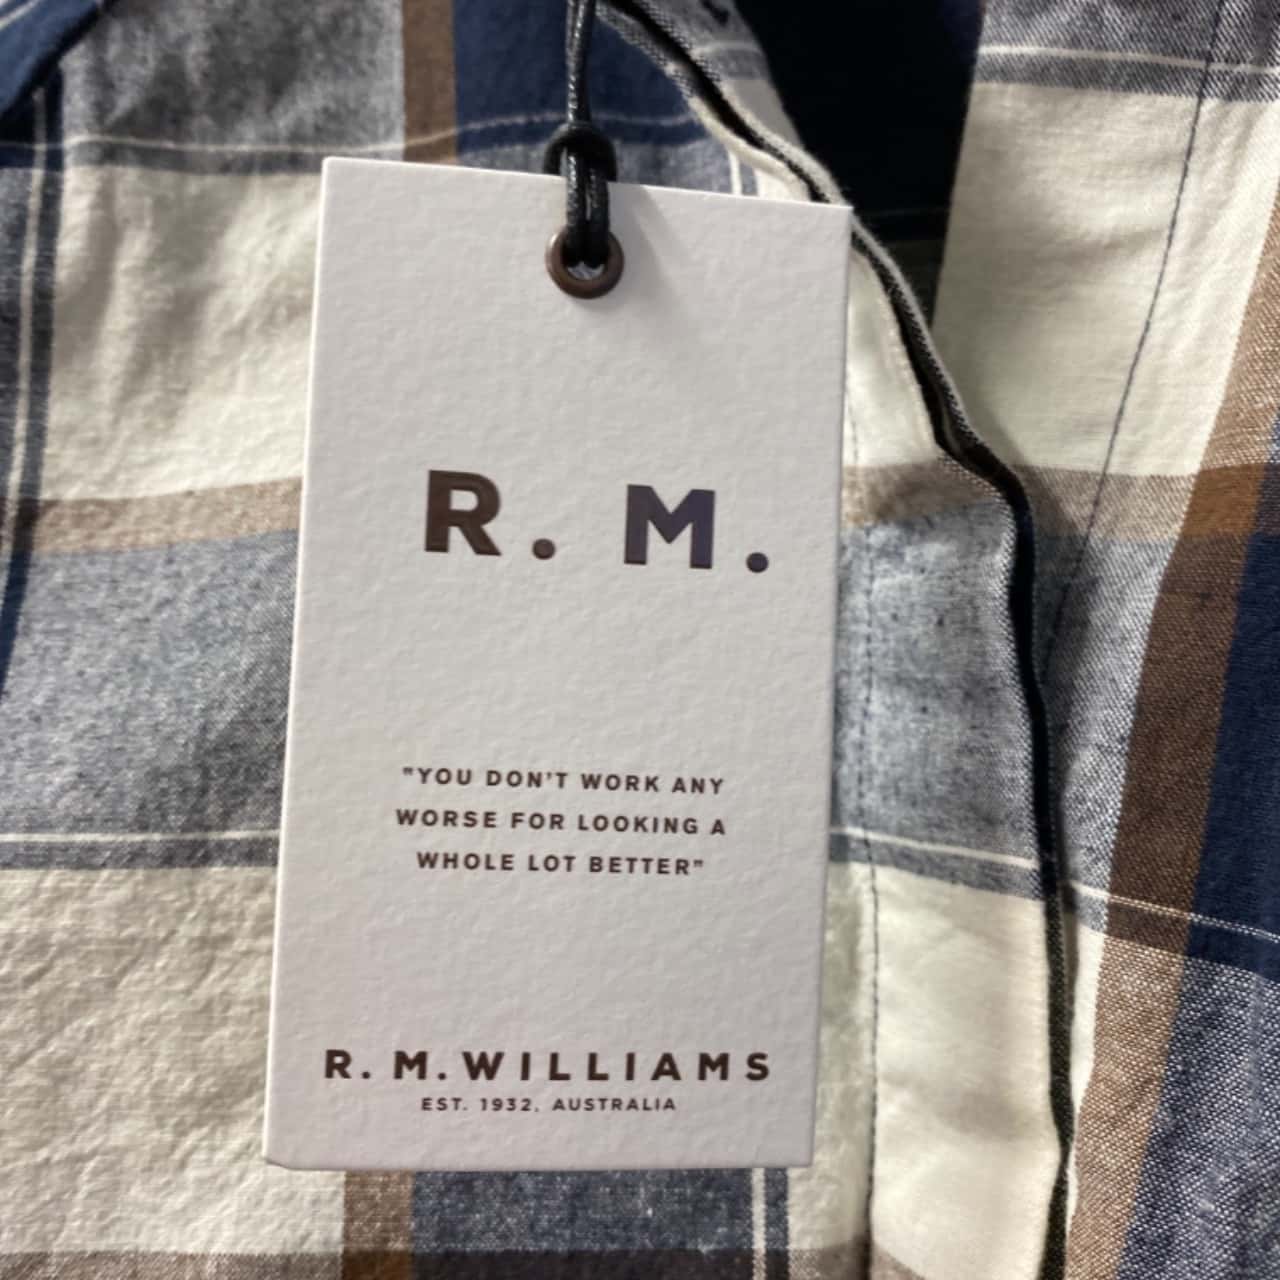 R. M.
"YOU DON'T WORK ANY
WORSE FOR LOOKING A
WHOLE LOT BETTER"
R. M. WILLIAMS
EST. 1932, AUSTRALIA